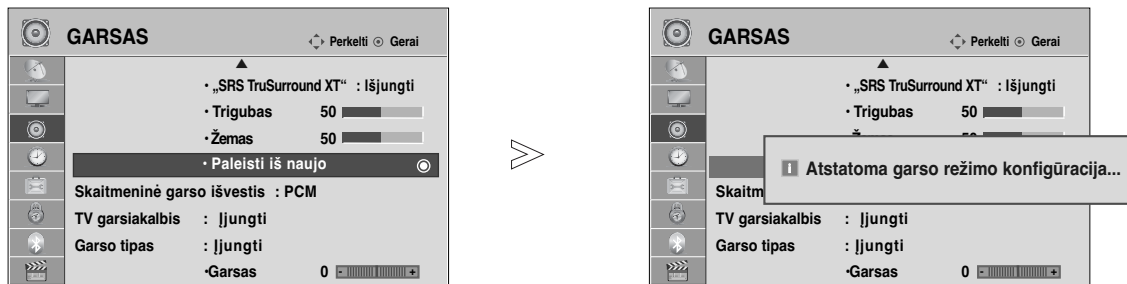 GARSAS
Perkelti Gerai
• „SRS TruSurround XT“ : Išjungti
• Trigubas 50
• Žemas 50
• Paleisti iš naujo
Skaitmeninė garso išvestis : PCM
TV garsiakalbis : Įjungti
Garso tipas : Įjungti
•Garsas 0 - +
GARSAS
Perkelti Gerai
• „SRS TruSurround XT“ : Išjungti
• Trigubas 50
i Atstatoma garso režimo konfigūracija...
Skaitm
TV garsiakalbis : Įjungti
Garso tipas : Įjungti
•Garsas 0 - +